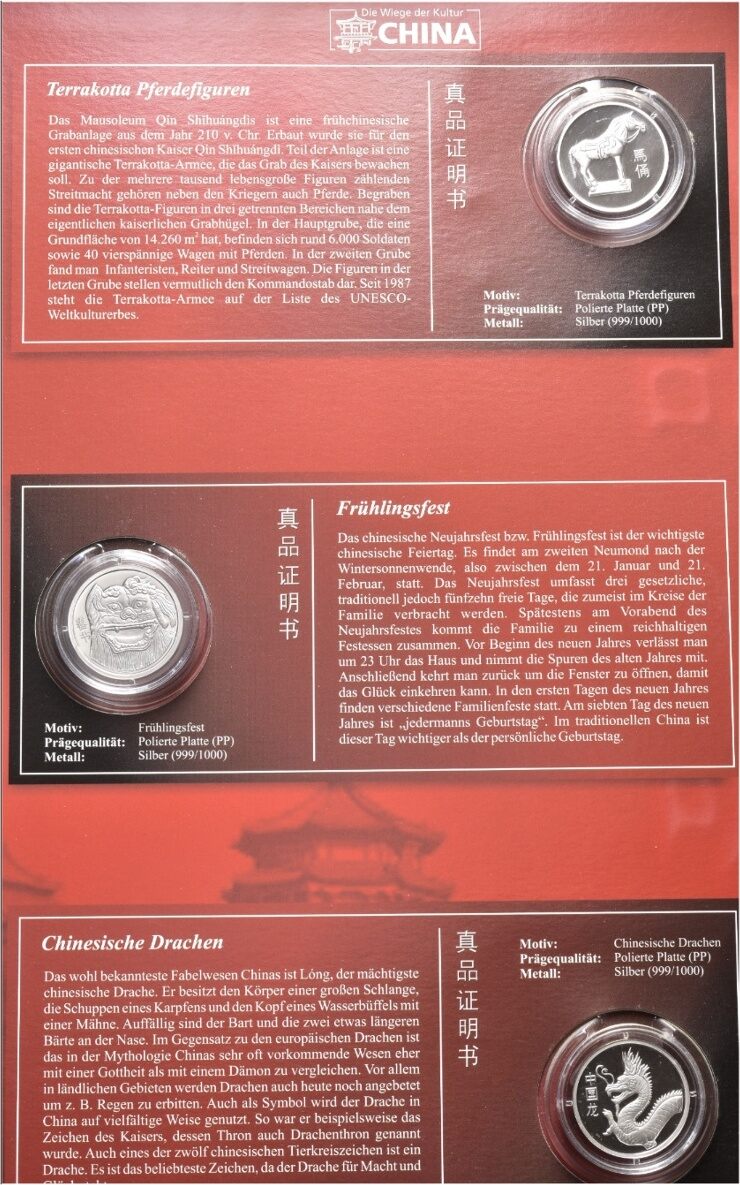 Die Wiege der Kultur
CHINA
Terrakotta Pferdefiguren
Das Mausoleum Qin Shihuángdis ist eine frühchinesische
Grabanlage aus dem Jahr 210 v. Chr. Erbaut wurde sie für den
ersten chinesischen Kaiser Qin Shihuángdì. Teil der Anlage ist eine
gigantische Terrakotta-Armee, die das Grab des Kaisers bewachen
soll. Zu der mehrere tausend lebensgroße Figuren zählenden
Streitmacht gehören neben den Kriegern auch Pferde. Begraben
sind die Terrakotta-Figuren in drei getrennten Bereichen nahe dem
eigentlichen kaiserlichen Grabhügel. In der Hauptgrube, die eine
Grundfläche von 14.260 m² hat, befinden sich rund 6.000 Soldaten
sowie 40 vierspännige Wagen mit Pferden. In der zweiten Grube
fand man Infanteristen, Reiter und Streitwagen. Die Figuren in der
letzten Grube stellen vermutlich den Kommandostab dar. Seit 1987
steht die Terrakotta-Armee auf der Liste des UNESCO-
Weltkulturerbes.
真品证明书
馬俑
Motiv: Terrakotta Pferdefiguren
Prägequalität: Polierte Platte (PP)
Metall: Silber (999/1000)
真品证明书
Motiv: Frühlingsfest
Prägequalität: Polierte Platte (PP)
Metall: Silber (999/1000)
Frühlingsfest
Das chinesische Neujahrsfest bzw. Frühlingsfest ist der wichtigste
chinesische Feiertag. Es findet am zweiten Neumond nach der
Wintersonnenwende, also zwischen dem 21. Januar und 21.
Februar, statt. Das Neujahrsfest umfasst drei gesetzliche,
traditionell jedoch fünfzehn freie Tage, die zumeist im Kreise der
Familie verbracht werden. Spätestens am Vorabend des
Neujahrsfestes kommt die Familie zu einem reichhaltigen
Festessen zusammen. Vor Beginn des neuen Jahres verlässt man
um 23 Uhr das Haus und nimmt die Spuren des alten Jahres mit.
Anschließend kehrt man zurück um die Fenster zu öffnen, damit
das Glück einkehren kann. In den ersten Tagen des neuen Jahres
finden verschiedene Familienfeste statt. Am siebten Tag des neuen
Jahres ist „jedermanns Geburtstag“. Im traditionellen China ist
dieser Tag wichtiger als der persönliche Geburtstag.
Chinesische Drachen
Das wohl bekannteste Fabelwesen Chinas ist Lóng, der mächtigste
chinesische Drache. Er besitzt den Körper einer großen Schlange,
die Schuppen eines Karpfens und den Kopf eines Wasserbüffels mit
einer Mähne. Auffällig sind der Bart und die zwei etwas längeren
Bärte an der Nase. Im Gegensatz zu den europäischen Drachen ist
das in der Mythologie Chinas sehr oft vorkommende Wesen eher
mit einer Gottheit als mit einem Dämon zu vergleichen. Vor allem
in ländlichen Gebieten werden Drachen auch heute noch angebetet
um z. B. Regen zu erbitten. Auch als Symbol wird der Drache in
China auf vielfältige Weise genutzt. So war er beispielsweise das
Zeichen des Kaisers, dessen Thron auch Drachenthron genannt
wurde. Auch eines der zwölf chinesischen Tierkreiszeichen ist ein
Drache. Es ist das beliebteste Zeichen, da der Drache für Macht und
真品证明书
Motiv: Chinesische Drachen
Prägequalität: Polierte Platte (PP)
Metall: Silber (999/1000)
中国龙